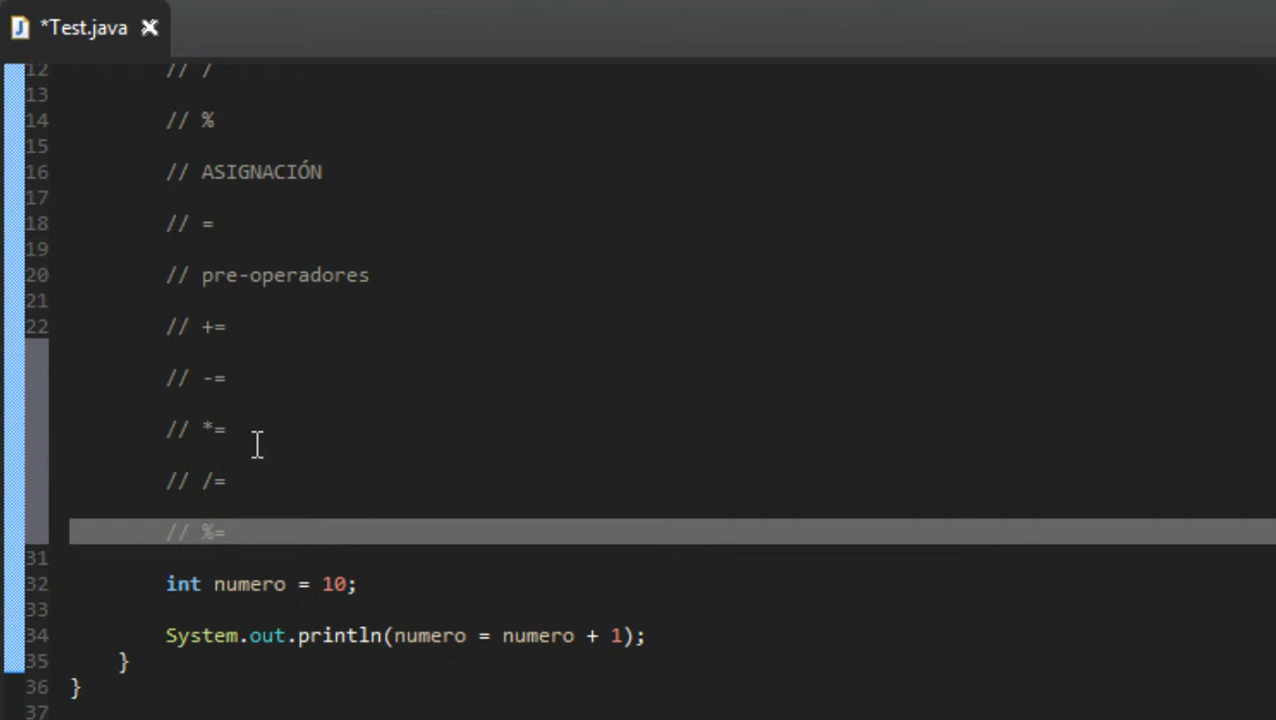 *Test.java
12 // /
13
14 // %
15
16 // ASIGNACIÓN
17
18 // =
19
20 // pre-operadores
21
22 // +=
// -=
// *=
// /=
// %=
31
32 int numero = 10;
33
34 System.out.println(numero = numero + 1);
35 }
36 }
37